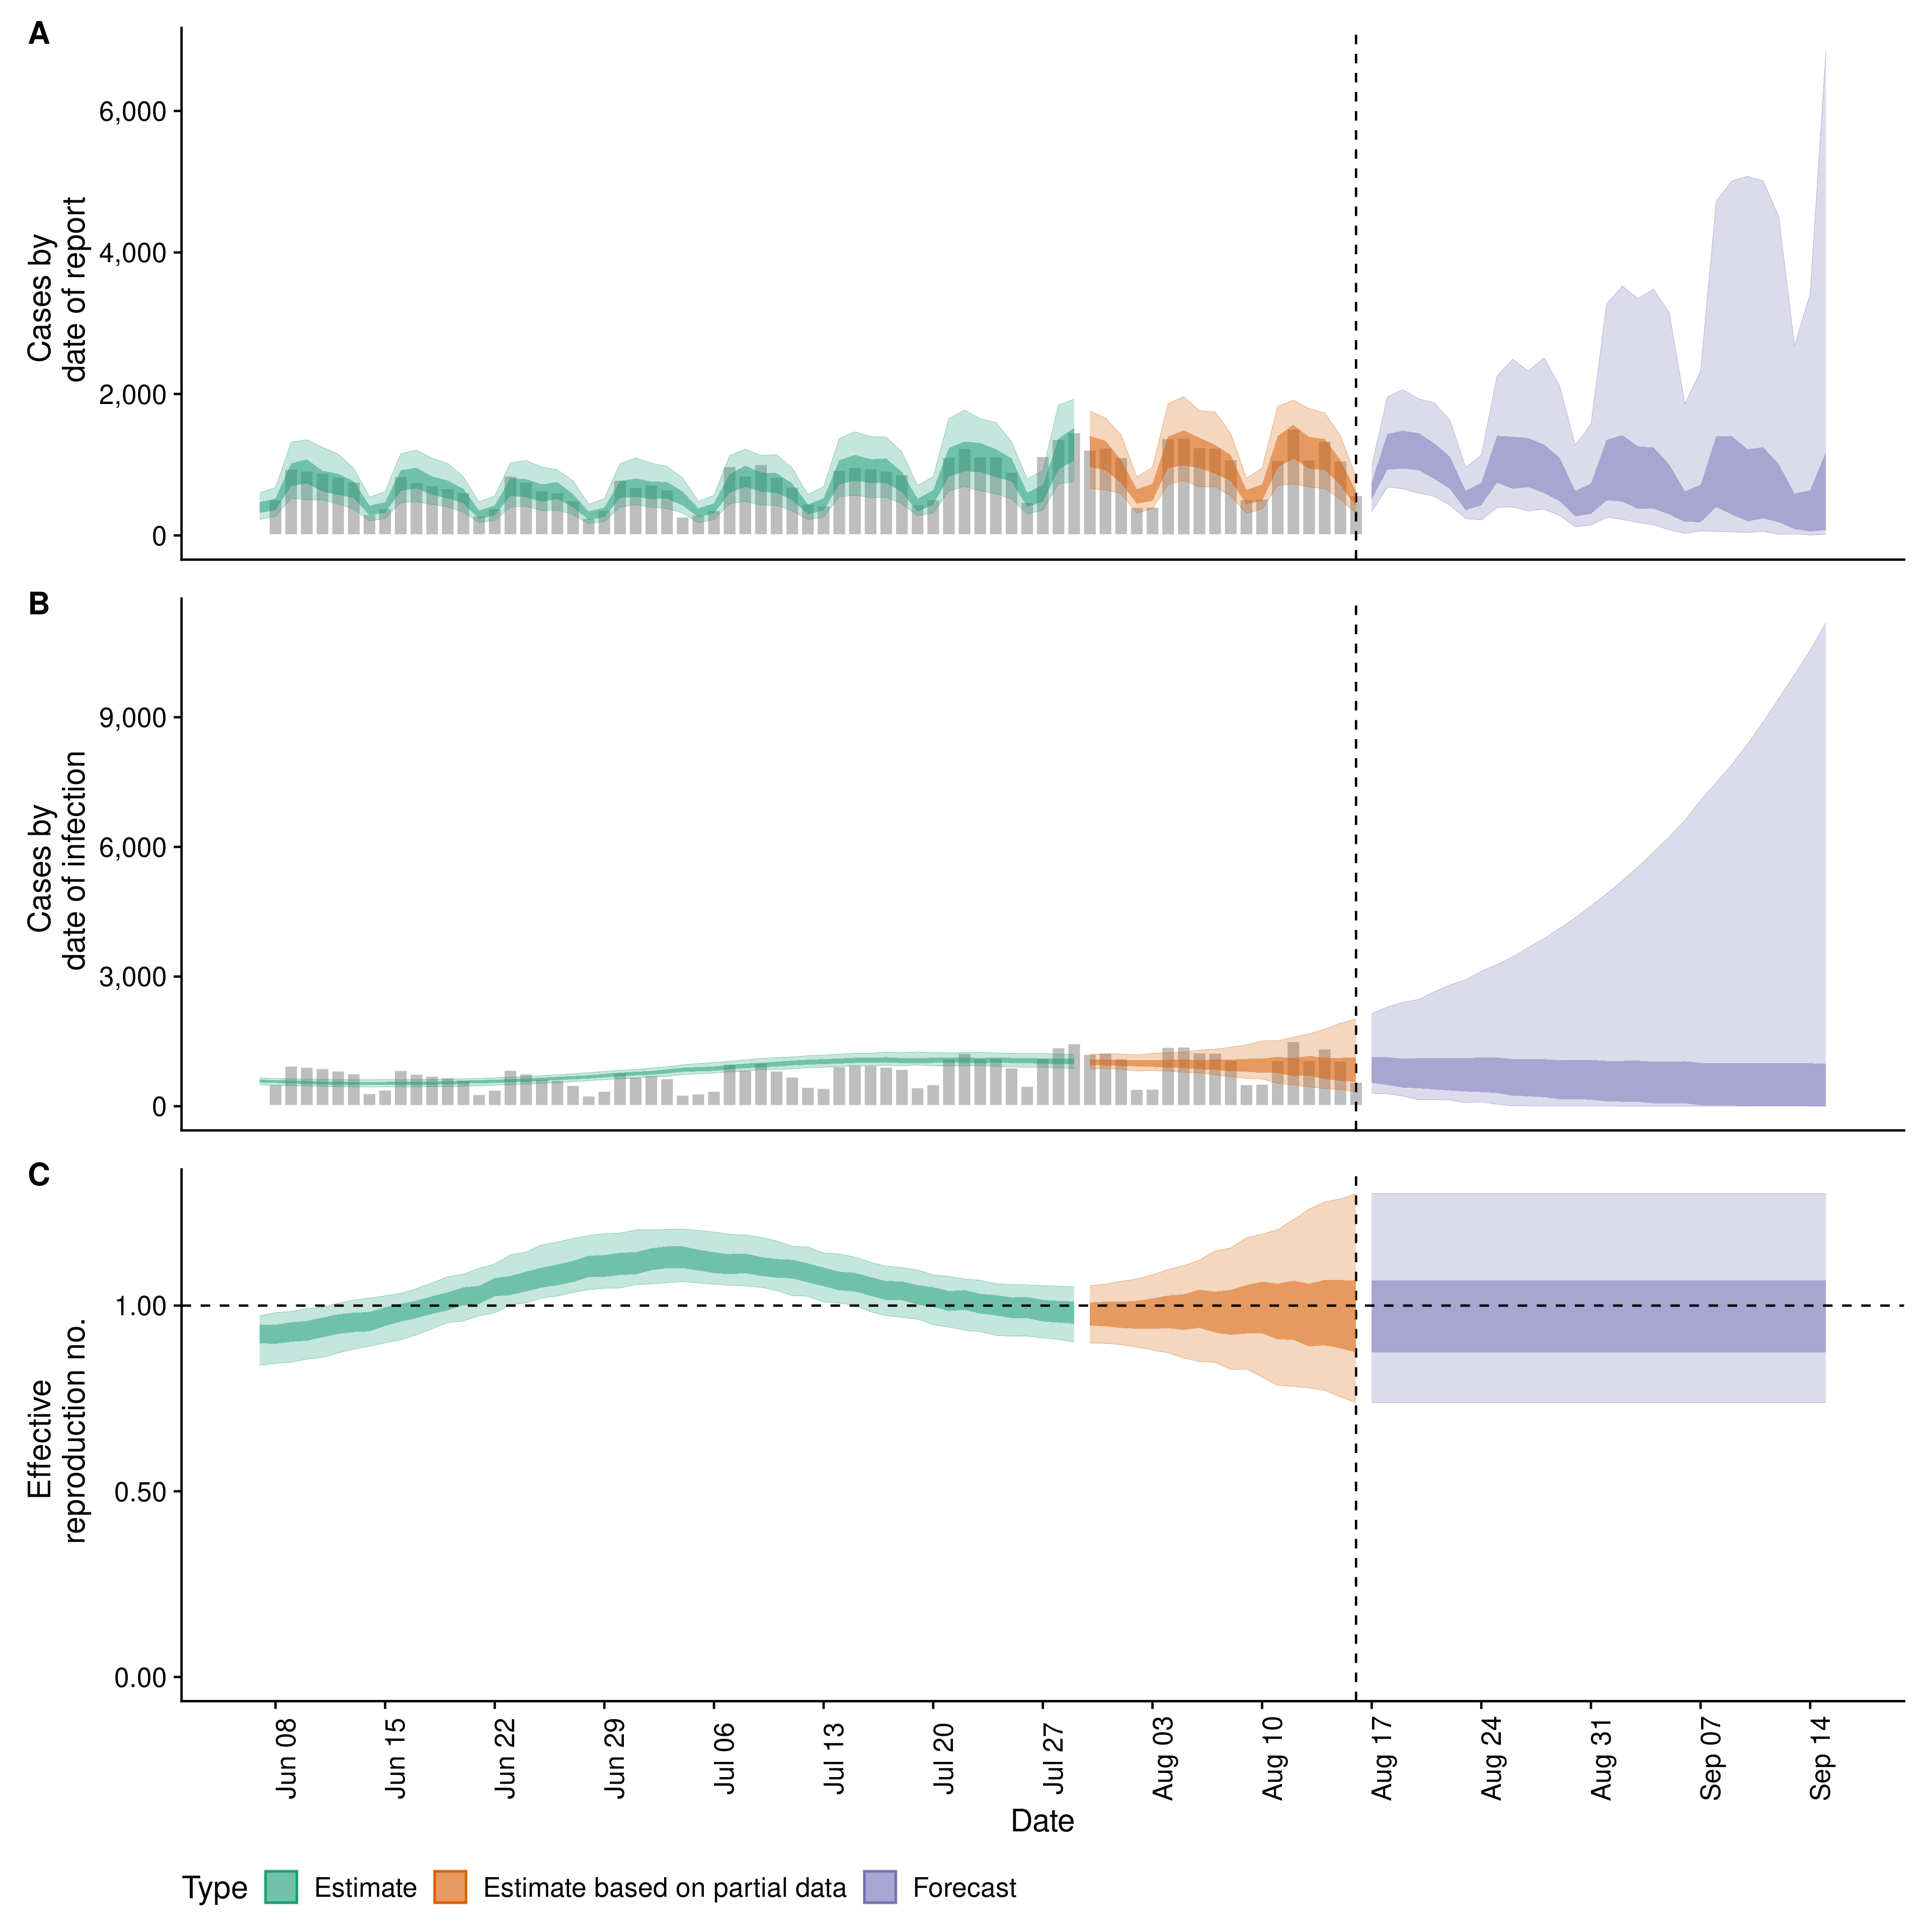 A
Cases by
date of report
6,000
4,000
2,000
0
B
Cases by
date of infection
9,000
6,000
3,000
0
C
Effective
reproduction no.
1.00
0.50
0.00
Jun 08
Jun 15
Jun 22
Jun 29
Jul 06
Jul 13
Jul 20
Jul 27
Aug 03
Aug 10
Aug 17
Aug 24
Aug 31
Sep 07
Sep 14
Date
Type
Estimate
Estimate based on partial data
Forecast